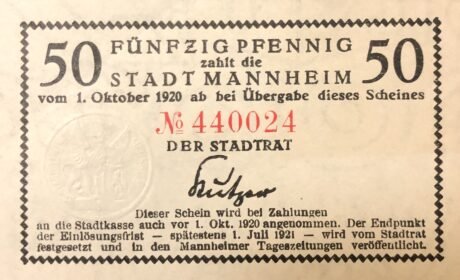 50 FÜNFZIG PFENNIG 50
zahlt die
STADT MANNHEIM
vom 1. Oktober 1920 ab bei Übergabe dieses Scheines
№ 440024
DER STADTRAT
Kutzer
Dieser Schein wird bei Zahlungen
an die Stadtkasse auch vor 1. Okt. 1920 angenommen. Der Endpunkt
der Einlösungsfrist – spätestens 1. Juli 1921 – wird vom Stadtrat
festgesetzt und in den Mannheimer Tageszeitungen veröffentlicht.